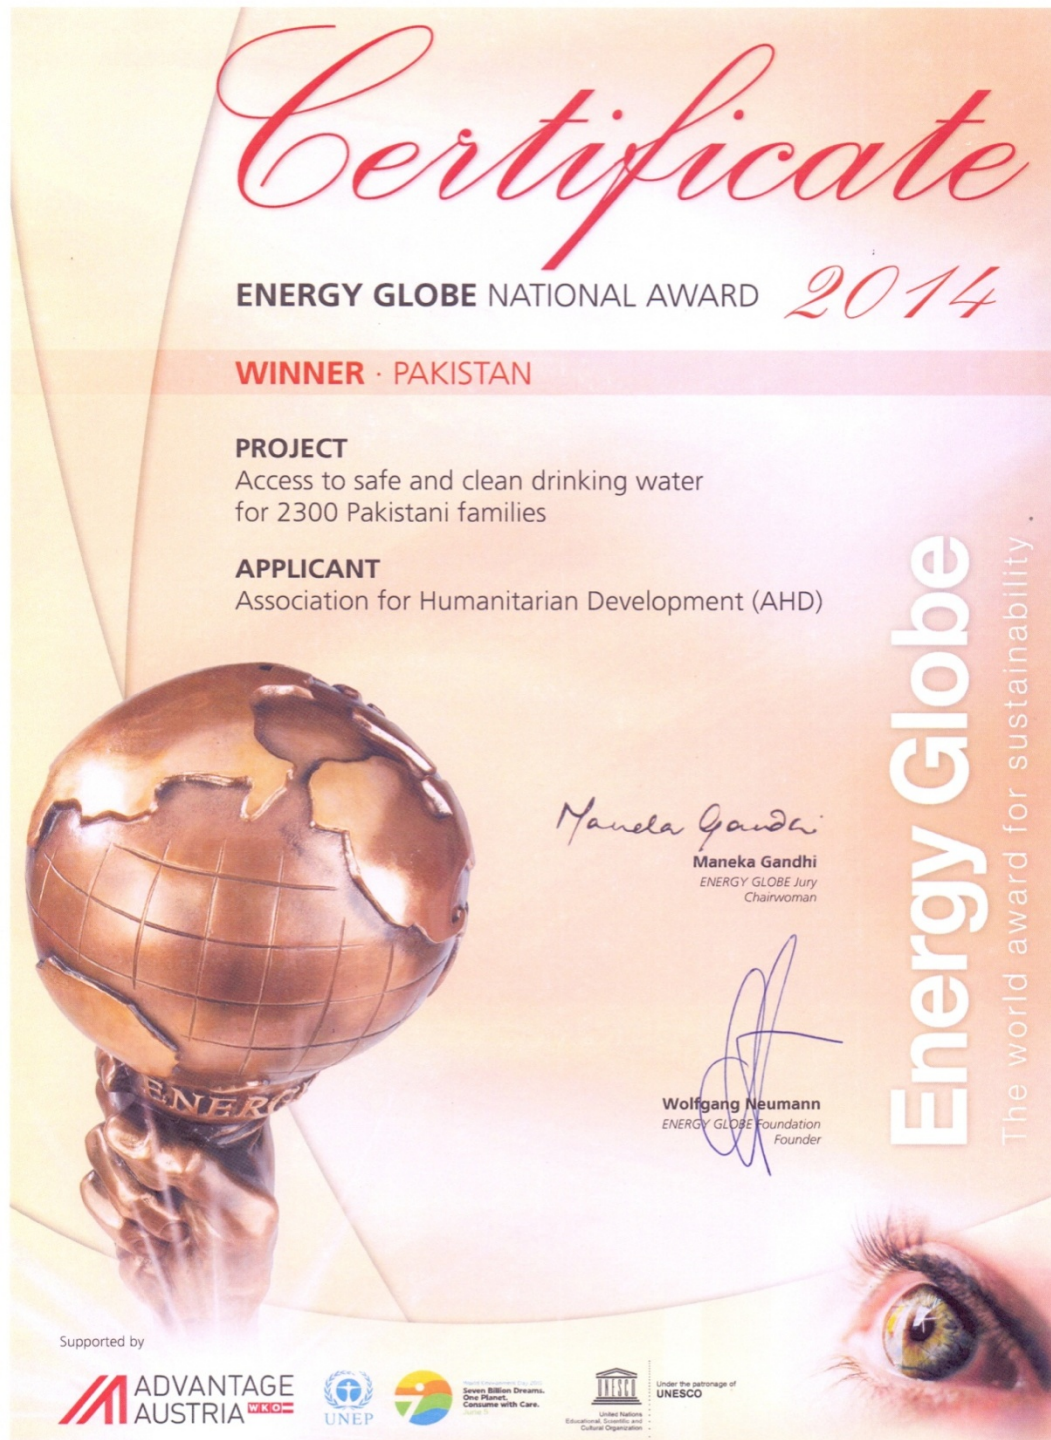 Certificate
ENERGY GLOBE NATIONAL AWARD 2014
WINNER · PAKISTAN
PROJECT
Access to safe and clean drinking water
for 2300 Pakistani families
APPLICANT
Association for Humanitarian Development (AHD)
Maneka Gandhi
Maneka Gandhi
ENERGY GLOBE Jury
Chairwoman
Wolfgang Neumann
ENERGY GLOBE Foundation
Founder
Energy Globe
The world award for sustainability
ENERG
Supported by
ADVANTAGE
AUSTRIA WKO
UNEP
Seven Billion Dreams.
One Planet.
Consume with Care.
UNESCO
United Nations
Educational, Scientific and
Cultural Organization
Under the patronage of
UNESCO